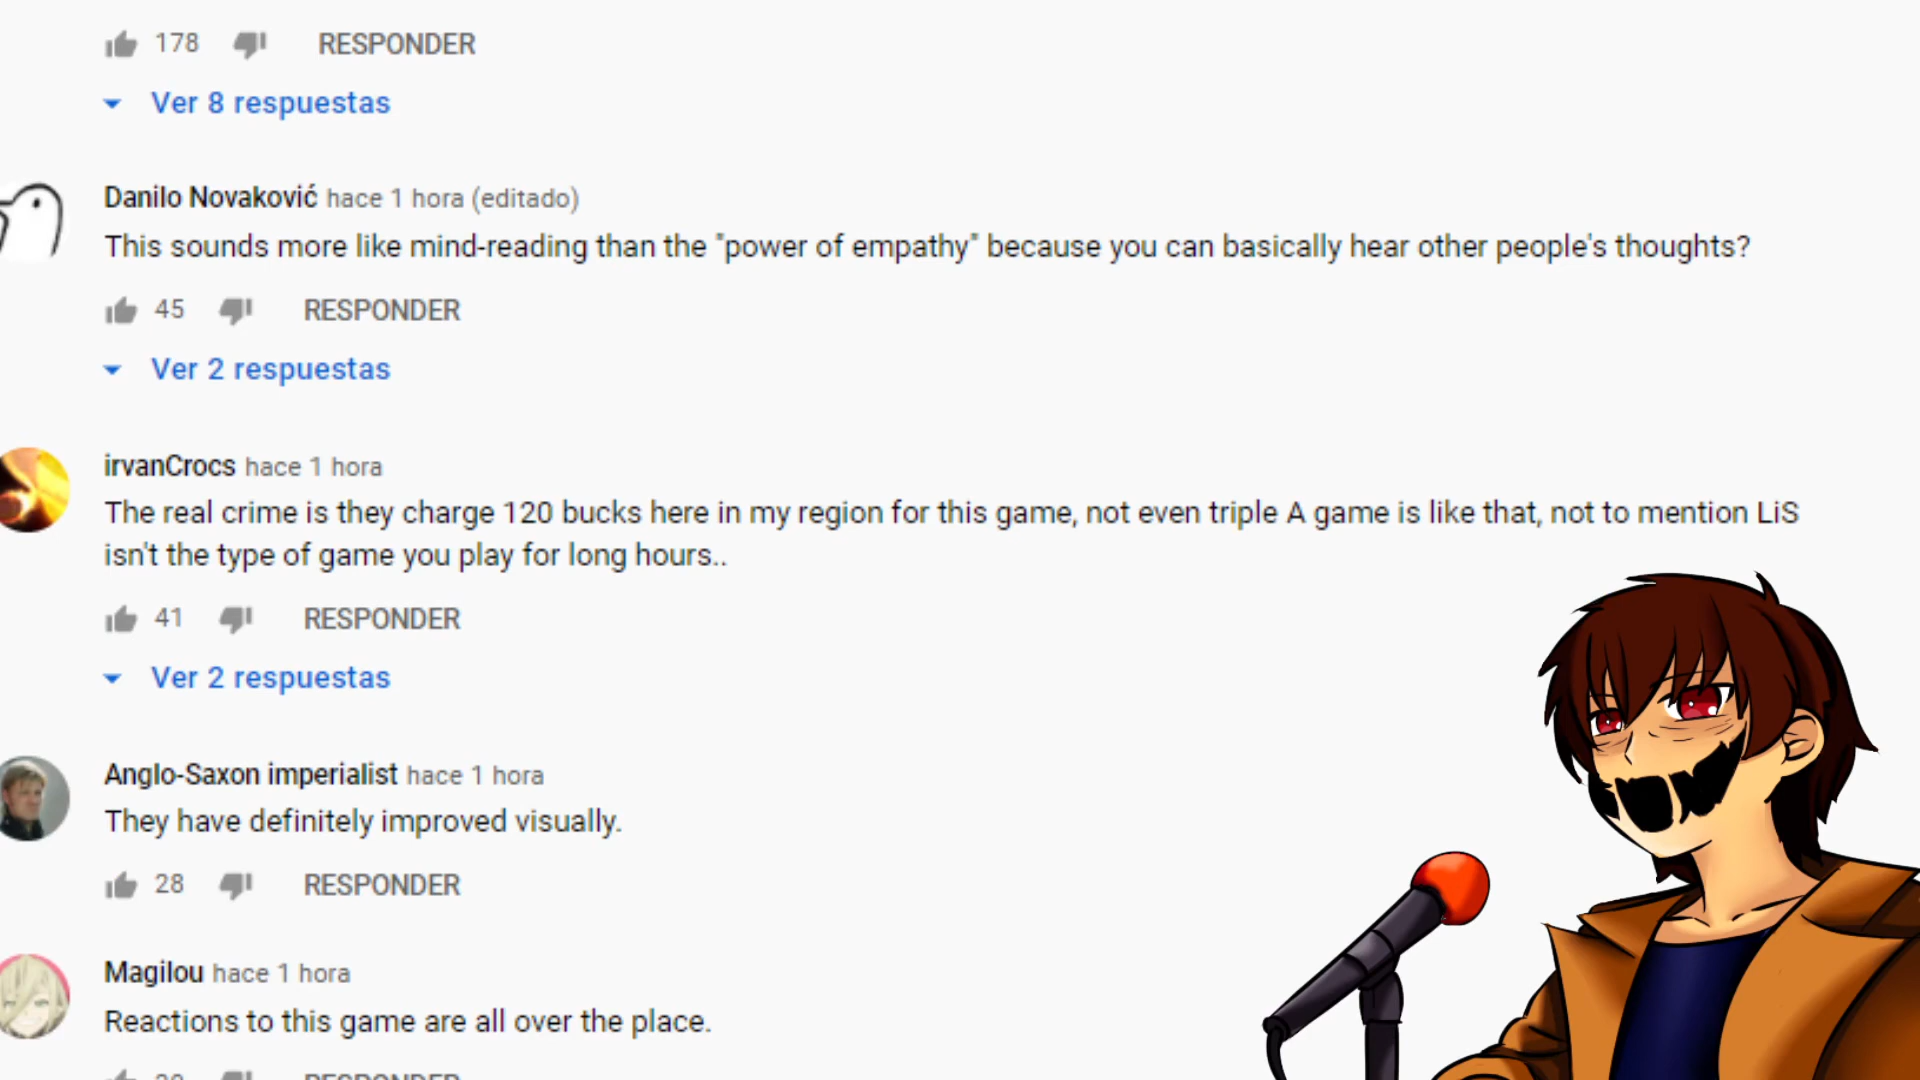 178 RESPONDER
Ver 8 respuestas
Danilo Novaković hace 1 hora (editado)
This sounds more like mind-reading than the "power of empathy" because you can basically hear other people's thoughts?
45 RESPONDER
Ver 2 respuestas
irvanCrocs hace 1 hora
The real crime is they charge 120 bucks here in my region for this game, not even triple A game is like that, not to mention LiS
isn't the type of game you play for long hours..
41 RESPONDER
Ver 2 respuestas
Anglo-Saxon imperialist hace 1 hora
They have definitely improved visually.
28 RESPONDER
Magilou hace 1 hora
Reactions to this game are all over the place.
RESPONDER